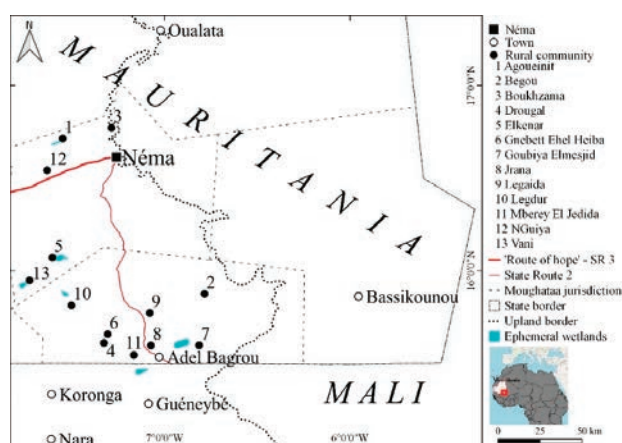 N
Oualata
MAURITANIA
17°0'0"N
3
1
12
Néma
5
13
16°0'0"N
2
Bassikounou
10
9
6
8
7
4
11
Adel Bagrou
MALI
Koronga
Guéneybé
Nara
7°0'0"W
6°0'0"W
Néma
Town
Rural community
1 Agoueinit
2 Begou
3 Boukhzama
4 Drougal
5 Elkenar
6 Gnebett Ehel Heiba
7 Goubiya Elmesjid
8 Jrana
9 Legaida
10 Legdur
11 Mberey El Jedida
12 NGuiya
13 Vani
'Route of hope' - SR 3
State Route 2
Moughataa jurisdiction
State border
Upland border
Ephemeral wetlands
0 25 50 km